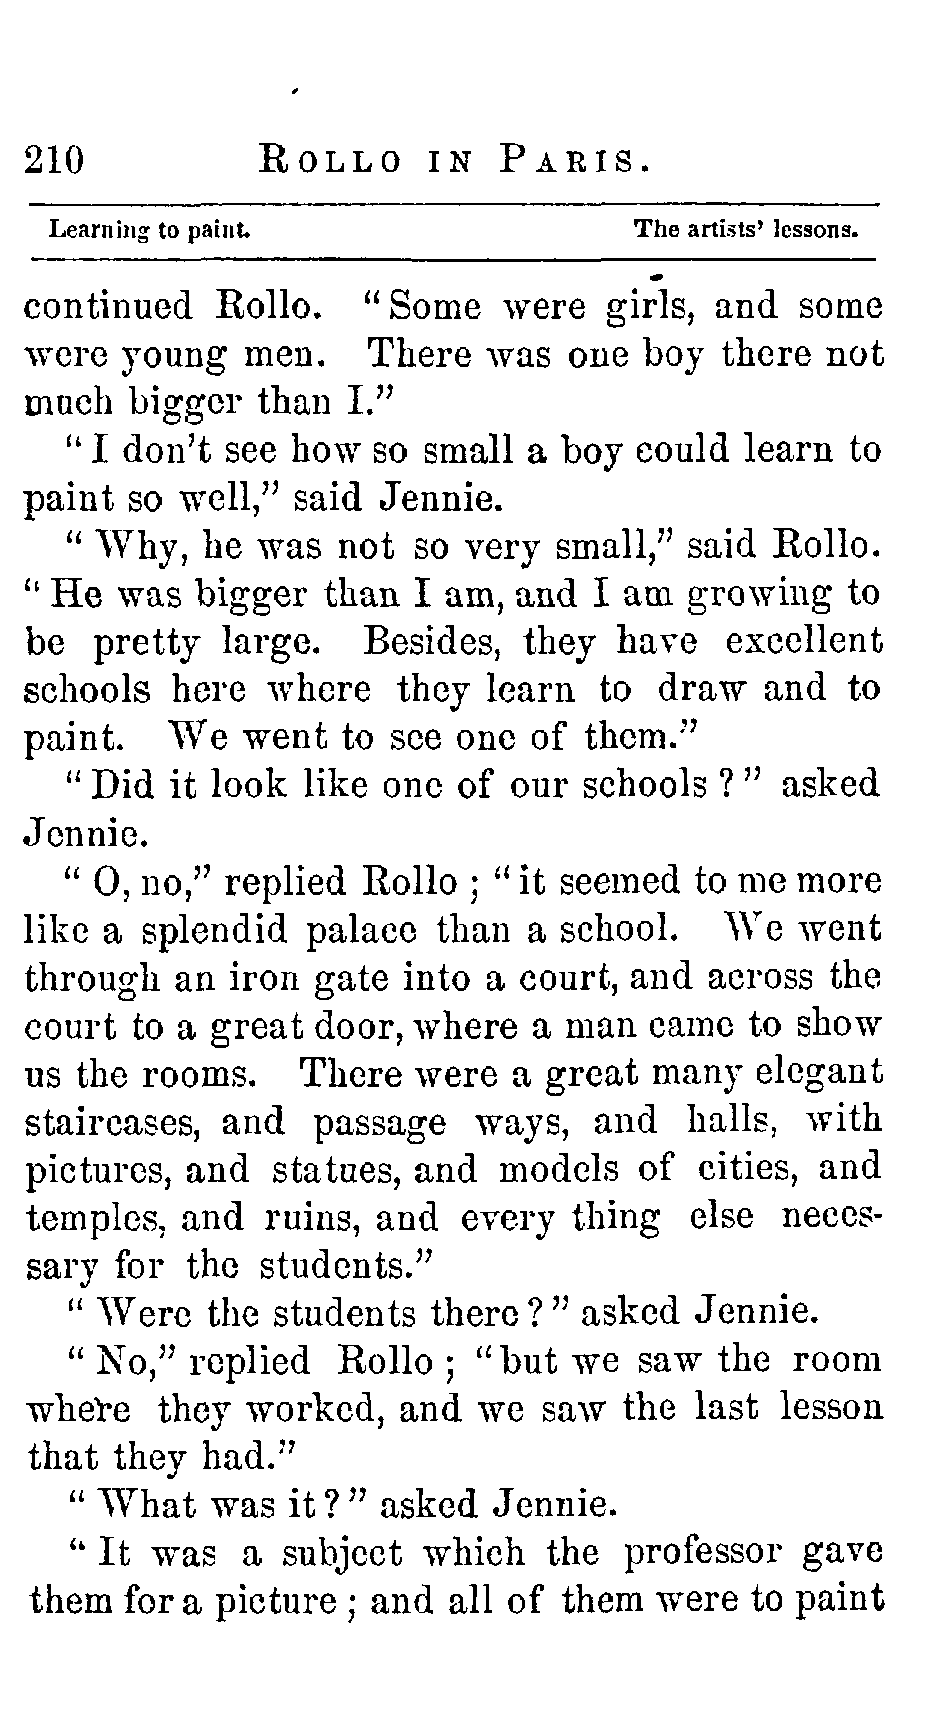 210 ROLLO IN PARIS.
Learning to paint. The artists' lessons.
continued Rollo. "Some were girls, and some
were young men. There was one boy there not
much bigger than I."
"I don't see how so small a boy could learn to
paint so well," said Jennie.
"Why, he was not so very small," said Rollo.
"He was bigger than I am, and I am growing to
be pretty large. Besides, they have excellent
schools here where they learn to draw and to
paint. We went to see one of them."
"Did it look like one of our schools?" asked
Jennie.
"O, no," replied Rollo; "it seemed to me more
like a splendid palace than a school. We went
through an iron gate into a court, and across the
court to a great door, where a man came to show
us the rooms. There were a great many elegant
staircases, and passage ways, and halls, with
pictures, and statues, and models of cities, and
temples, and ruins, and every thing else neces-
sary for the students."
"Were the students there?" asked Jennie.
"No," replied Rollo; "but we saw the room
where they worked, and we saw the last lesson
that they had."
"What was it?" asked Jennie.
"It was a subject which the professor gave
them for a picture; and all of them were to paint